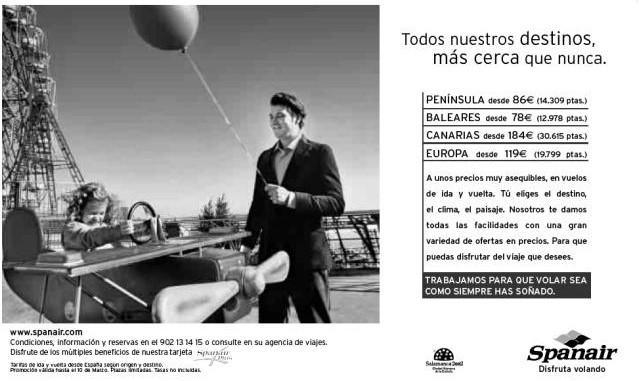 Todos nuestros destinos,
más cerca que nunca.
PENÍNSULA desde 86€ (14.309 ptas.)
BALEARES desde 78€ (12.978 ptas.)
CANARIAS desde 184€ (30.615 ptas.)
EUROPA desde 119€ (19.799 ptas.)
A unos precios muy asequibles, en vuelos
de ida y vuelta. Tú eliges el destino,
el clima, el paisaje. Nosotros te damos
todas las facilidades con una gran
variedad de ofertas en precios. Para que
puedas disfrutar del viaje que desees.
TRABAJAMOS PARA QUE VOLAR SEA
COMO SIEMPRE HAS SOÑADO.
www.spanair.com
Condiciones, información y reservas en el 902 13 14 15 o consulte en su agencia de viajes.
Disfrute de los múltiples beneficios de nuestra tarjeta Spanair Plus
Tarifas de ida y vuelta desde España según origen y destino.
Promoción válida hasta el 10 de Marzo. Plazas limitadas. Tasas no incluidas.
Salamanca 2002
Spanair
Disfruta volando